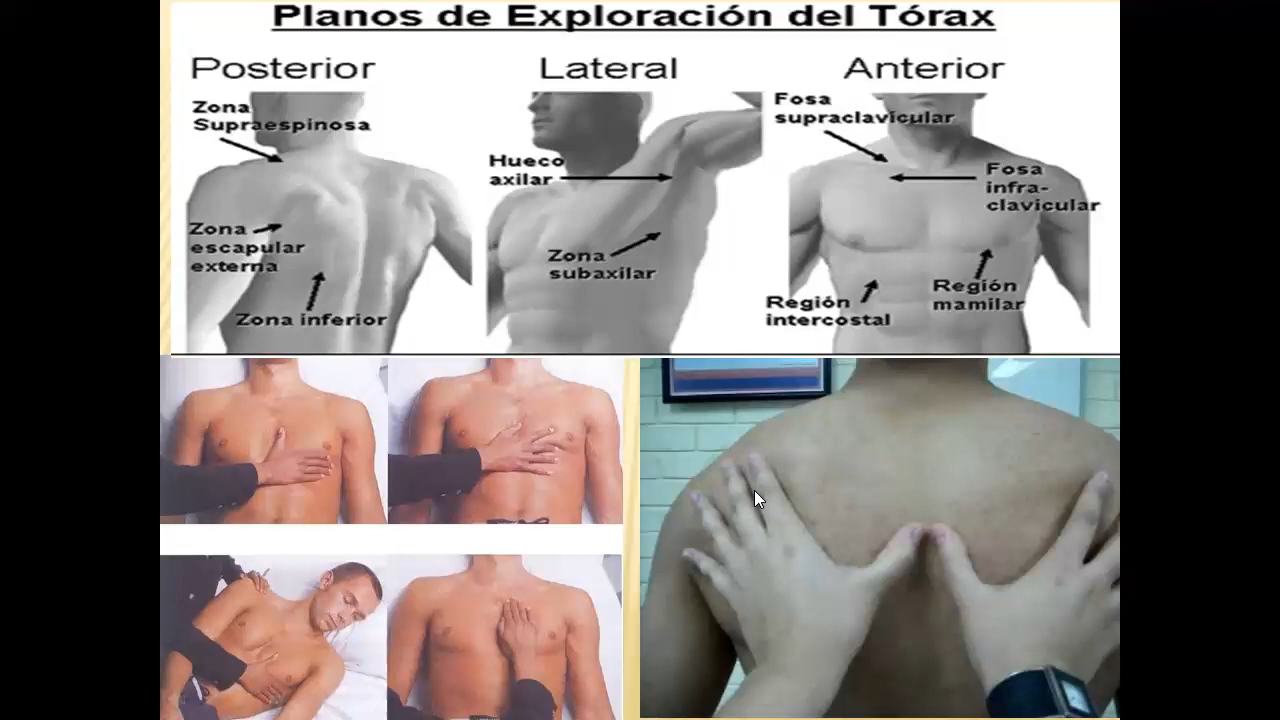 Planos de Exploración del Tórax
Posterior
Lateral
Anterior
Zona
Supraespinosa
Zona
escapular
externa
Zona inferior
Hueco
axilar
Zona
subaxilar
Fosa
supraclavicular
Fosa
infra-
clavicular
Región
intercostal
Región
mamilar